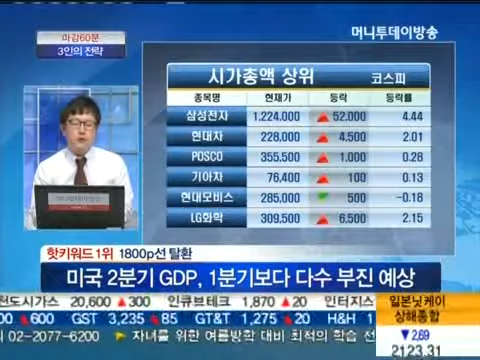 마감60분
3인의 전략
머니투데이방송
시가총액 상위 코스피
종목명 현재가 등락 등락률
삼성전자 1,224,000 ▲ 52,000 4.44
현대차 228,000 ▲ 4,500 2.01
POSCO 355,500 ▲ 1,000 0.28
기아차 76,400 ▲ 100 0.13
현대모비스 285,000 ▼ 500 -0.18
LG화학 309,500 ▲ 6,500 2.15
핫키워드 1위 1800p선 탈환
미국 2분기 GDP, 1분기보다 다소 부진 예상
천도시가스 20,600 ▲ 300 인큐브테크 1,870 ▲ 20 인터지스
00 ▲ 600 GST 3,235 ▼ 85 GT&T 1,275 ▲ 20 H&H 1
02-2077-6200 ▶ 자녀를 위한 여름방학 대비 최적의 학습 전
일본닛케이
상해종합
▼ 2.69
2123.31